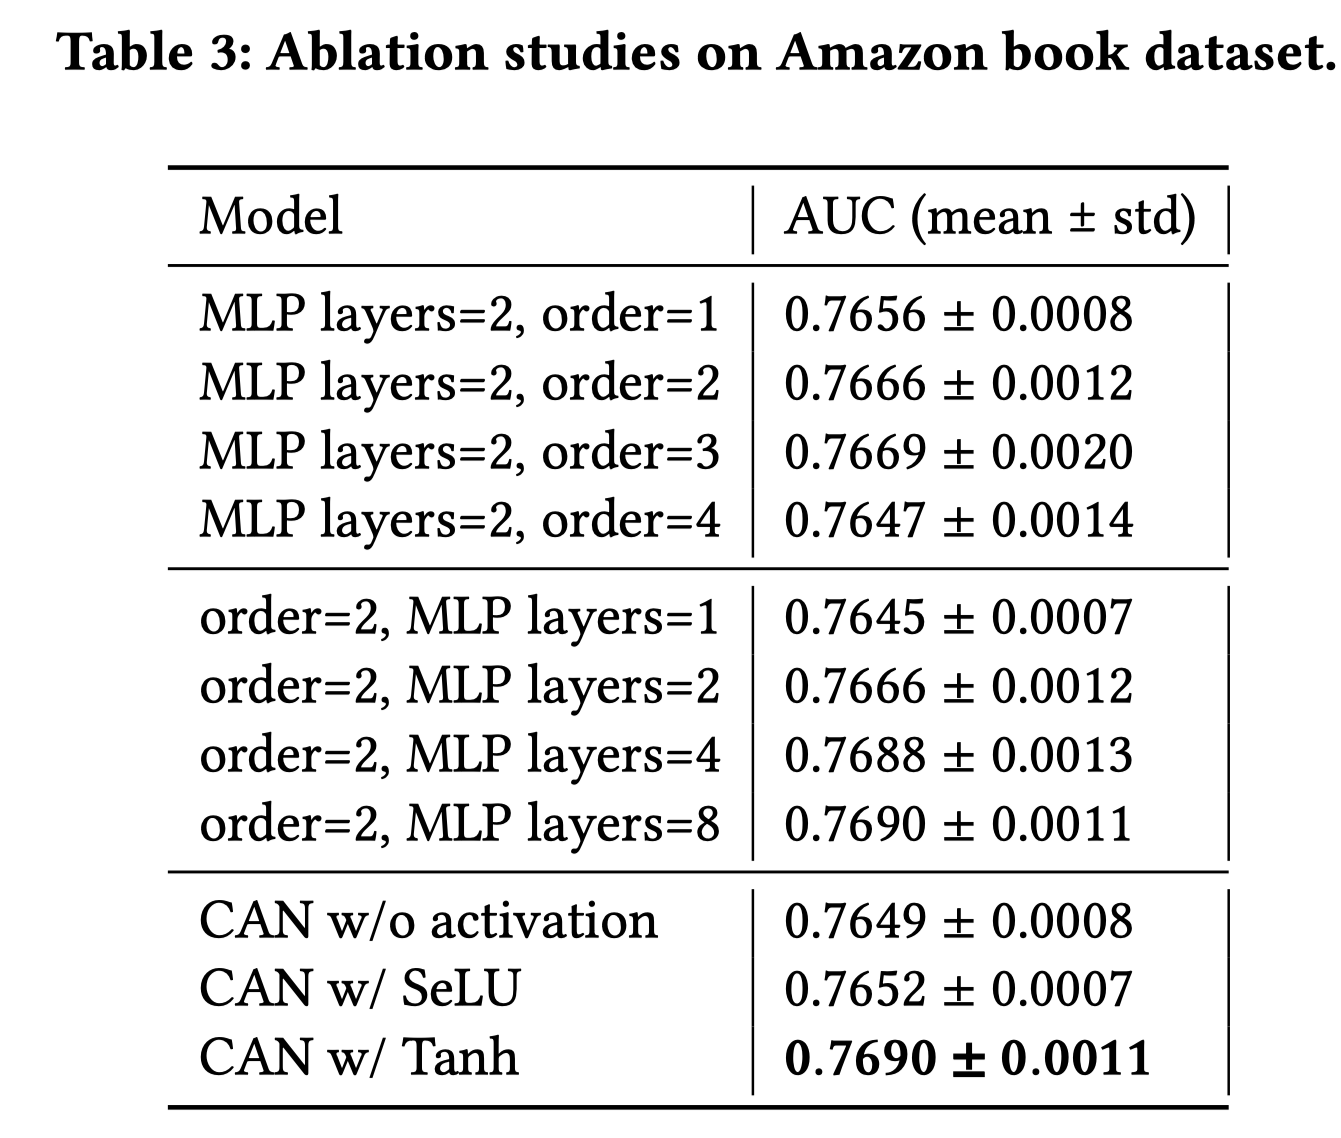 Table 3: Ablation studies on Amazon book dataset.
Model AUC (mean ± std)
MLP layers=2, order=1 0.7656 ± 0.0008
MLP layers=2, order=2 0.7666 ± 0.0012
MLP layers=2, order=3 0.7669 ± 0.0020
MLP layers=2, order=4 0.7647 ± 0.0014
order=2, MLP layers=1 0.7645 ± 0.0007
order=2, MLP layers=2 0.7666 ± 0.0012
order=2, MLP layers=4 0.7688 ± 0.0013
order=2, MLP layers=8 0.7690 ± 0.0011
CAN w/o activation 0.7649 ± 0.0008
CAN w/ SeLU 0.7652 ± 0.0007
CAN w/ Tanh 0.7690 ± 0.0011